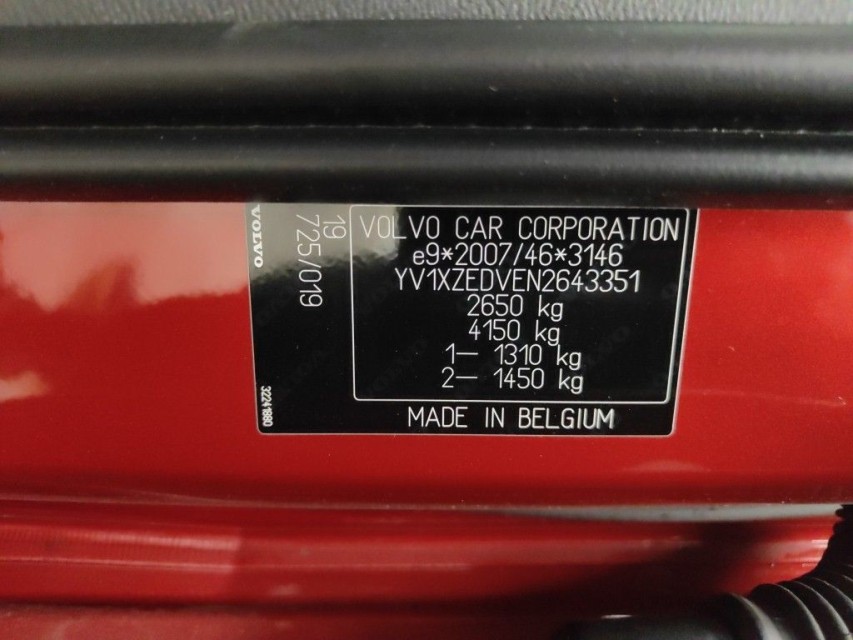 VOLVO
19
725/019
32241880
VOLVO CAR CORPORATION
e9*2007/46*3146
YV1XZEDVEN2643351
2650 kg
4150 kg
1— 1310 kg
2— 1450 kg
MADE IN BELGIUM